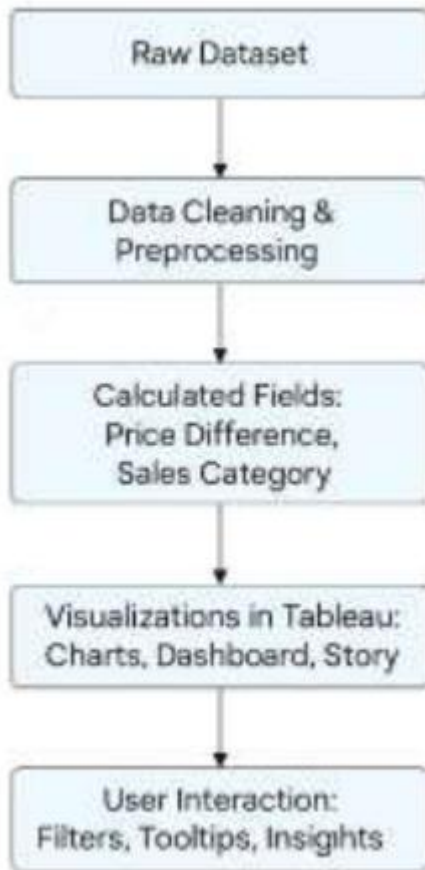 Raw Dataset
Data Cleaning &
Preprocessing
Calculated Fields:
Price Difference,
Sales Category
Visualizations in Tableau:
Charts, Dashboard, Story
User Interaction:
Filters, Tooltips, Insights